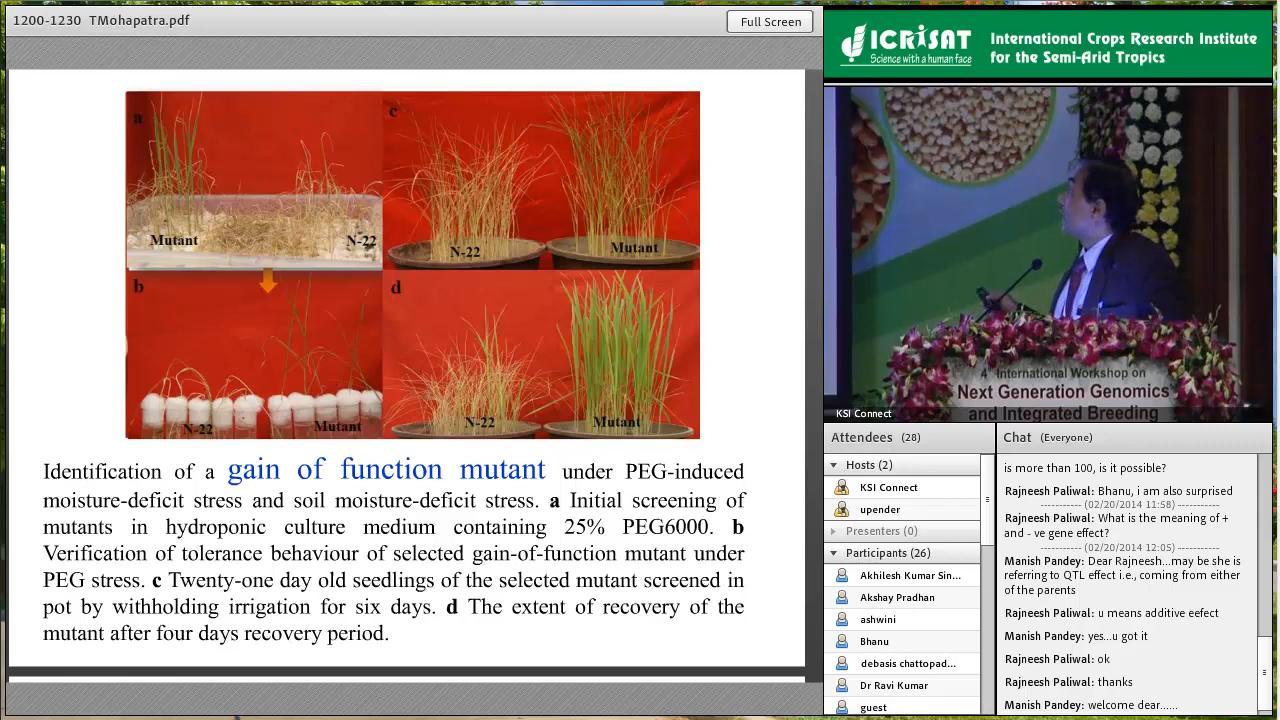 1200-1230 TMohapatra.pdf
Full Screen
a
Mutant
N-22
b
N-22
Mutant
c
N-22
Mutant
d
N-22
Mutant
Identification of a gain of function mutant under PEG-induced
moisture-deficit stress and soil moisture-deficit stress. a Initial screening of
mutants in hydroponic culture medium containing 25% PEG6000. b
Verification of tolerance behaviour of selected gain-of-function mutant under
PEG stress. c Twenty-one day old seedlings of the selected mutant screened in
pot by withholding irrigation for six days. d The extent of recovery of the
mutant after four days recovery period.
ICRISAT
Science with a human face
International Crops Research Institute
for the Semi-Arid Tropics
4th International Workshop on
Next Generation Genomics
and Integrated Breeding
KSI Connect
Attendees (28)
Hosts (2)
KSI Connect
upender
Presenters (0)
Participants (26)
Akhilesh Kumar Sin...
Akshay Pradhan
ashwini
Bhanu
debasis chattopad...
Dr Ravi Kumar
guest
Chat (Everyone)
is more than 100, is it possible?
Rajneesh Paliwal: Bhanu, i am also surprised
----------- (02/20/2014 11:58) -----------
Rajneesh Paliwal: What is the meaning of +
and - ve gene effect?
----------- (02/20/2014 12:05) -----------
Manish Pandey: Dear Rajneesh...may be she is
referring to QTL effect i.e., coming from either
of the parents
Rajneesh Paliwal: u means additive eefect
Manish Pandey: yes...u got it
Rajneesh Paliwal: ok
Rajneesh Paliwal: thanks
Manish Pandey: welcome dear......